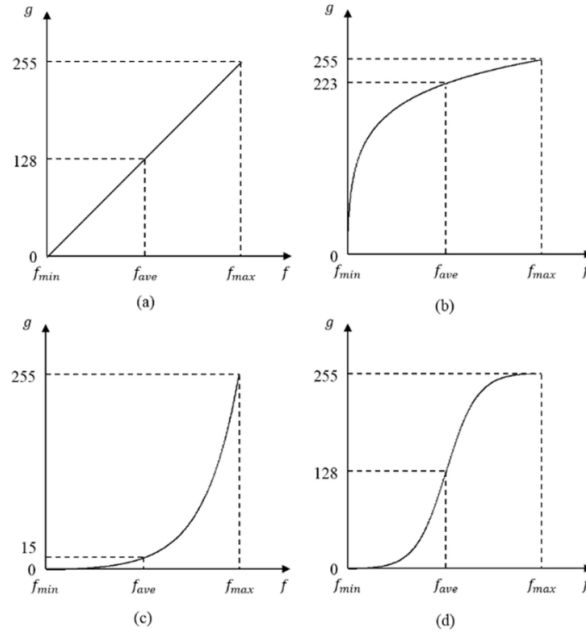 g
255
128
0
f_min f_ave f_max f
(a)
g
255
223
0
f_min f_ave f_max f
(b)
g
255
15
0
f_min f_ave f_max f
(c)
g
255
128
0
f_min f_ave f_max f
(d)